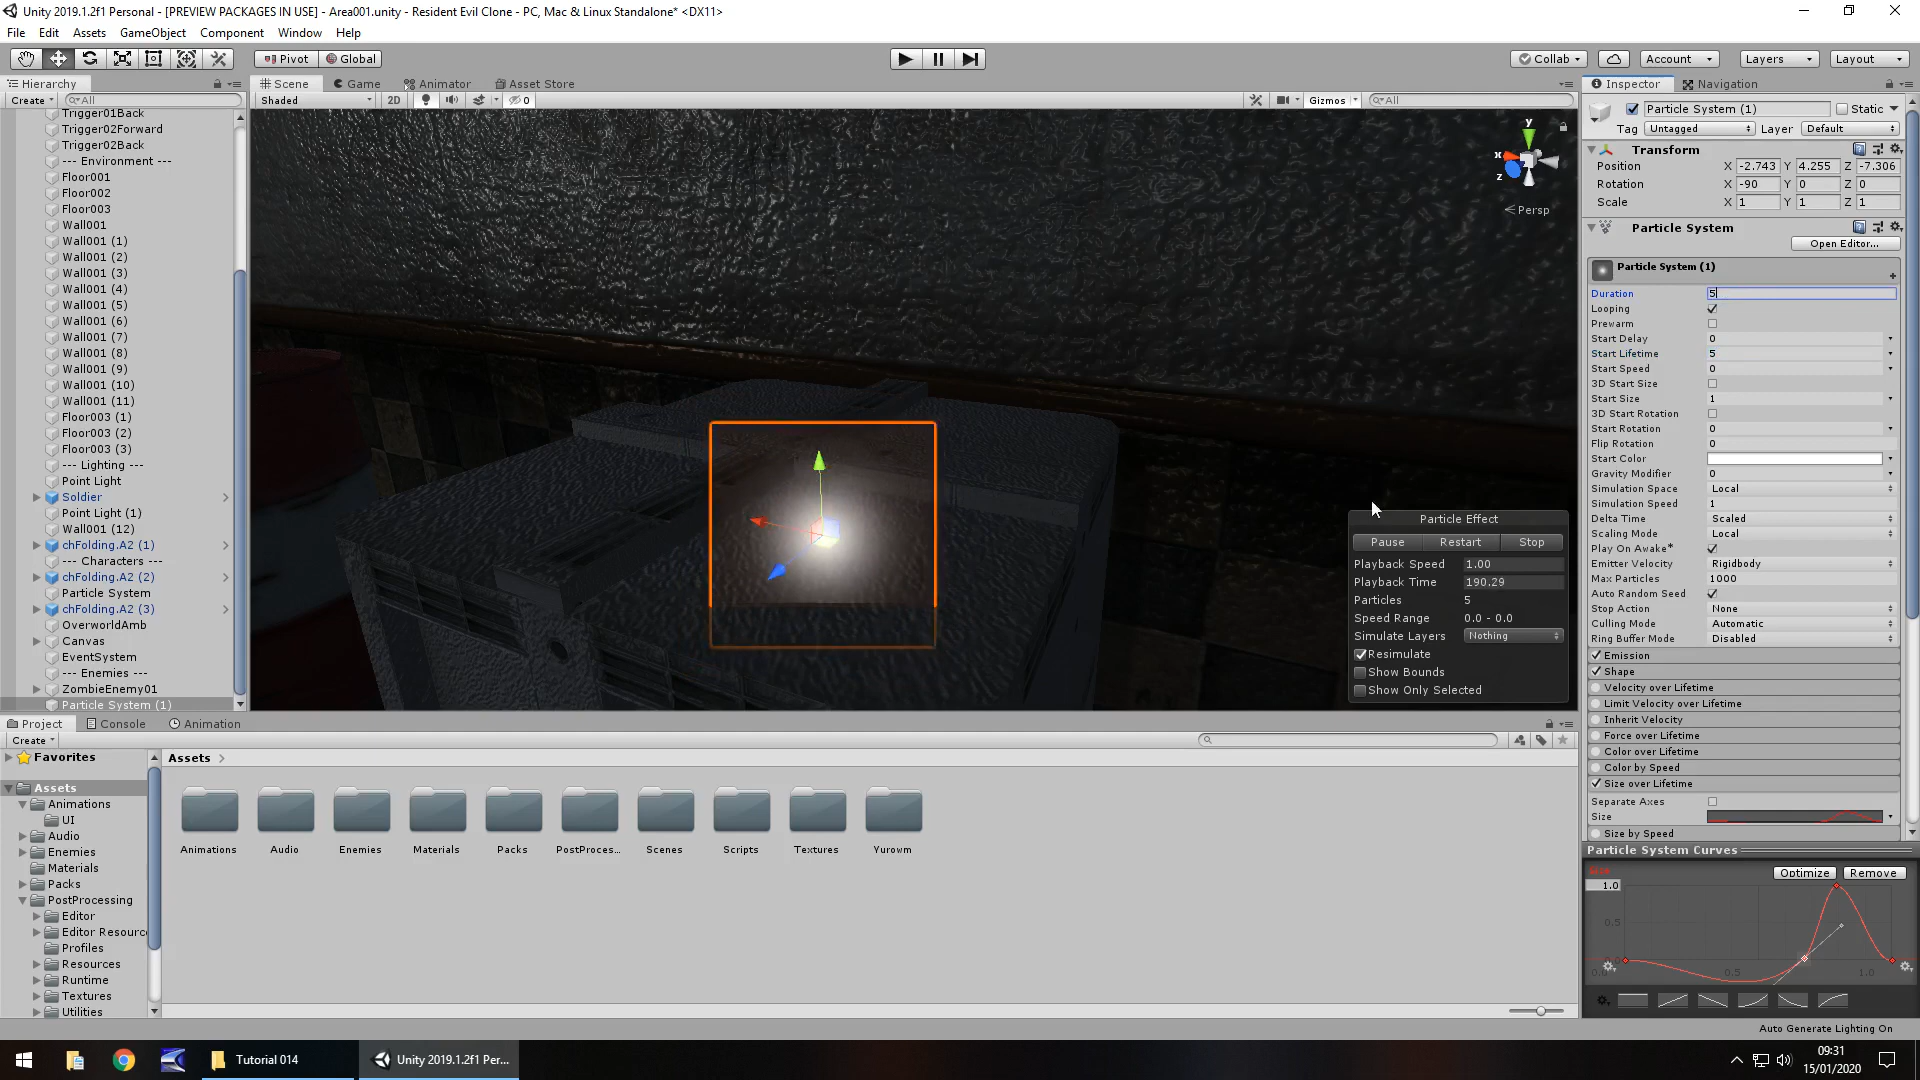 Unity 2019.1.2f1 Personal - [PREVIEW PACKAGES IN USE] - Area001.unity - Resident Evil Clone - PC, Mac & Linux Standalone* <DX11>
File Edit Assets GameObject Component Window Help
Pivot Global Collab Account Layers Layout
Hierarchy
Create All
Trigger01Back
Trigger02Forward
Trigger02Back
--- Environment ---
Floor001
Floor002
Floor003
Wall001
Wall001 (1)
Wall001 (2)
Wall001 (3)
Wall001 (4)
Wall001 (5)
Wall001 (6)
Wall001 (7)
Wall001 (8)
Wall001 (9)
Wall001 (10)
Wall001 (11)
Floor003 (1)
Floor003 (2)
Floor003 (3)
--- Lighting ---
Point Light
Soldier
Point Light (1)
Wall001 (12)
chFolding.A2 (1)
--- Characters ---
chFolding.A2 (2)
Particle System
chFolding.A2 (3)
OverworldAmb
Canvas
EventSystem
--- Enemies ---
ZombieEnemy01
Particle System (1)
Scene Game Animator Asset Store
Shaded 2D 0 Gizmos All
y
x
z
Persp
Particle Effect
Pause Restart Stop
Playback Speed 1.00
Playback Time 190.29
Particles 5
Speed Range 0.0 - 0.0
Simulate Layers Nothing
Resimulate
Show Bounds
Show Only Selected
Inspector Navigation
Particle System (1) Static
Tag Untagged Layer Default
Transform
Position X -2.743 Y 4.255 Z -7.306
Rotation X -90 Y 0 Z 0
Scale X 1 Y 1 Z 1
Particle System
Open Editor...
Particle System (1)
Duration 5
Looping
Prewarm
Start Delay 0
Start Lifetime 5
Start Speed 0
3D Start Size
Start Size 1
3D Start Rotation
Start Rotation 0
Flip Rotation 0
Start Color
Gravity Modifier 0
Simulation Space Local
Simulation Speed 1
Delta Time Scaled
Scaling Mode Local
Play On Awake*
Emitter Velocity Rigidbody
Max Particles 1000
Auto Random Seed
Stop Action None
Culling Mode Automatic
Ring Buffer Mode Disabled
Emission
Shape
Velocity over Lifetime
Limit Velocity over Lifetime
Inherit Velocity
Force over Lifetime
Color over Lifetime
Color by Speed
Size over Lifetime
Separate Axes
Size
Size by Speed
Particle System Curves
Optimize Remove
1.0
0.5
0.5 1.0
Project Console Animation
Create
Favorites
Assets
Animations
UI
Audio
Enemies
Materials
Packs
PostProcessing
Editor
Editor Resourc
Profiles
Resources
Runtime
Textures
Utilities
Assets
Animations Audio Enemies Materials Packs PostProces... Scenes Scripts Textures Yurowm
Auto Generate Lighting On
Tutorial 014
Unity 2019.1.2f1 Per...
09:31
15/01/2020